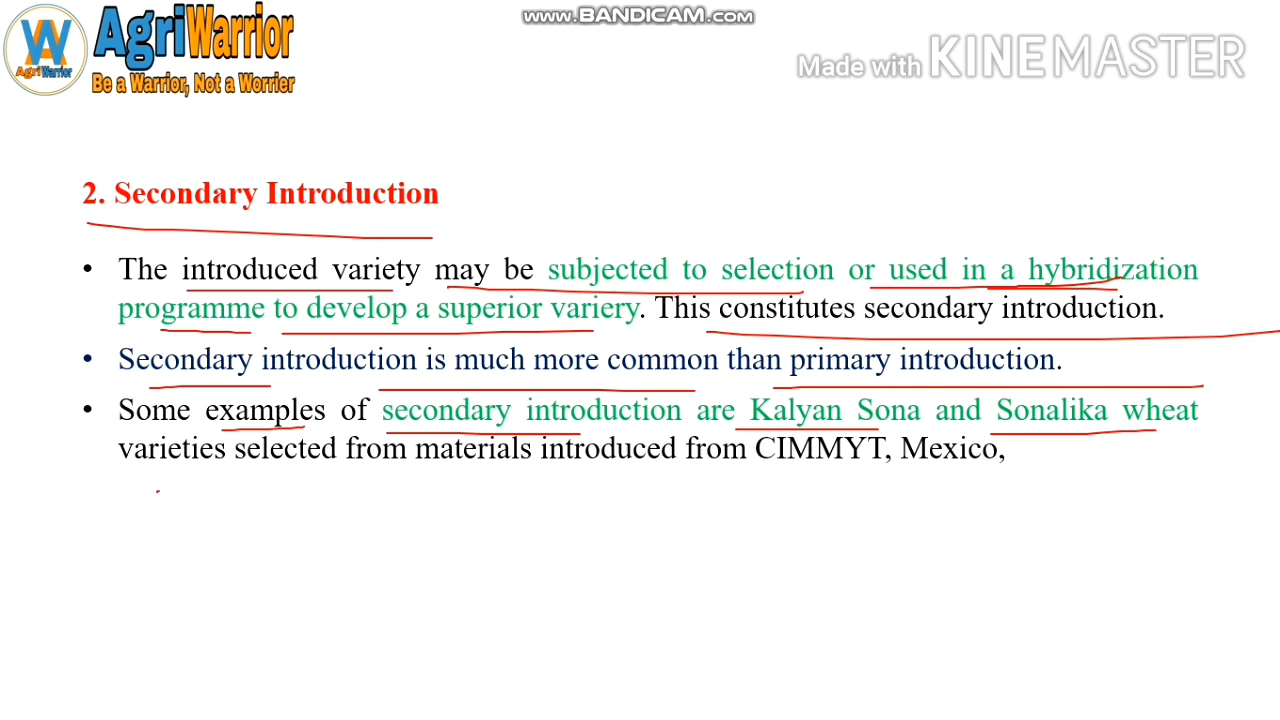 www.BANDICAM.com
AgriWarrior
Be a Warrior, Not a Worrier
W
AgriWarrior
Made with KINEMASTER
2. Secondary Introduction
• The introduced variety may be subjected to selection or used in a hybridization
programme to develop a superior variery. This constitutes secondary introduction.
• Secondary introduction is much more common than primary introduction.
• Some examples of secondary introduction are Kalyan Sona and Sonalika wheat
varieties selected from materials introduced from CIMMYT, Mexico,